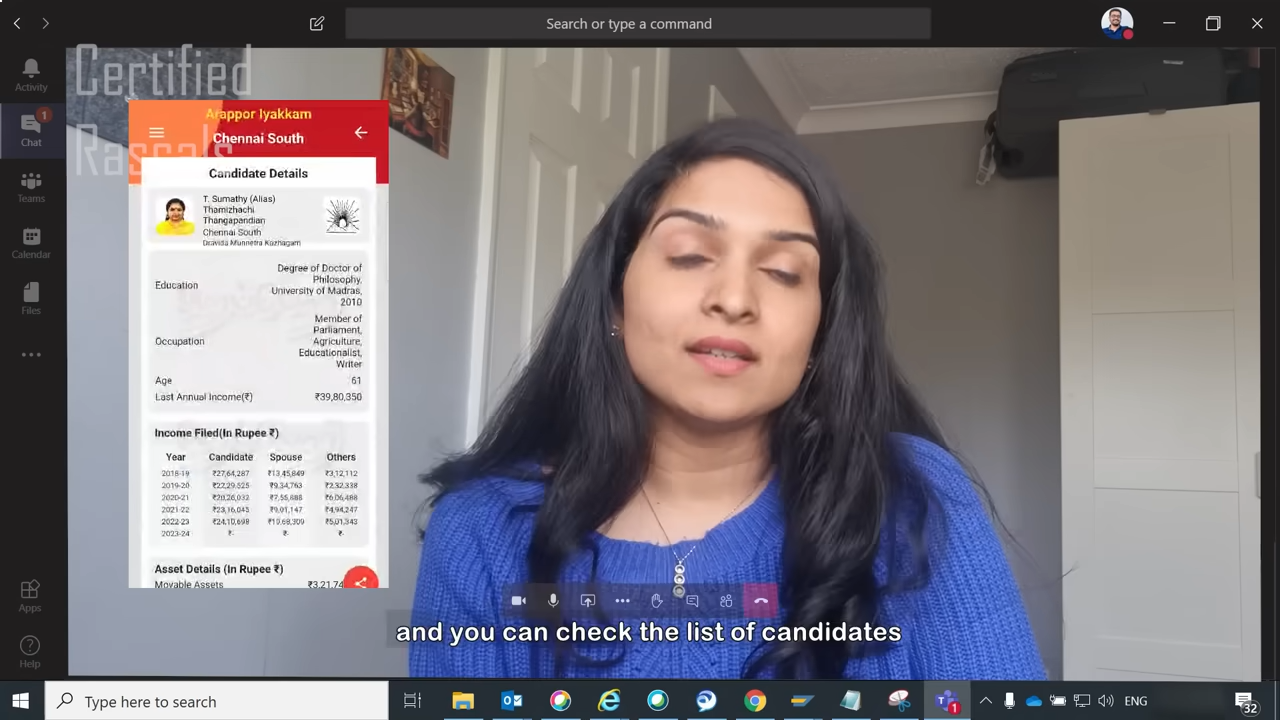 Search or type a command
Certified
Rascals
Activity
1
Chat
Teams
Calendar
Files
Apps
Help
Arappor Iyakkam
Chennai South
Candidate Details
T. Sumathy (Alias)
Thamizhachi
Thangapandian
Chennai South
Dravida Munnetra Kazhagam
Education
Degree of Doctor of
Philosophy,
University of Madras,
2010
Occupation
Member of
Parliament,
Agriculture,
Educationalist,
Writer
Age 61
Last Annual Income(₹) ₹39,80,350
Income Filed(In Rupee ₹)
Year Candidate Spouse Others
2018-19 ₹27,64,287 ₹13,45,849 ₹3,12,112
2019-20 ₹22,29,525 ₹9,34,763 ₹2,32,338
2020-21 ₹20,26,032 ₹7,55,688 ₹6,06,488
2021-22 ₹23,16,045 ₹9,01,147 ₹4,94,247
2022-23 ₹24,10,698 ₹10,68,309 ₹5,01,343
2023-24 ₹- ₹- ₹-
Asset Details (In Rupee ₹)
Movable Assets ₹3,21,74
and you can check the list of candidates
Type here to search
1
ENG
32